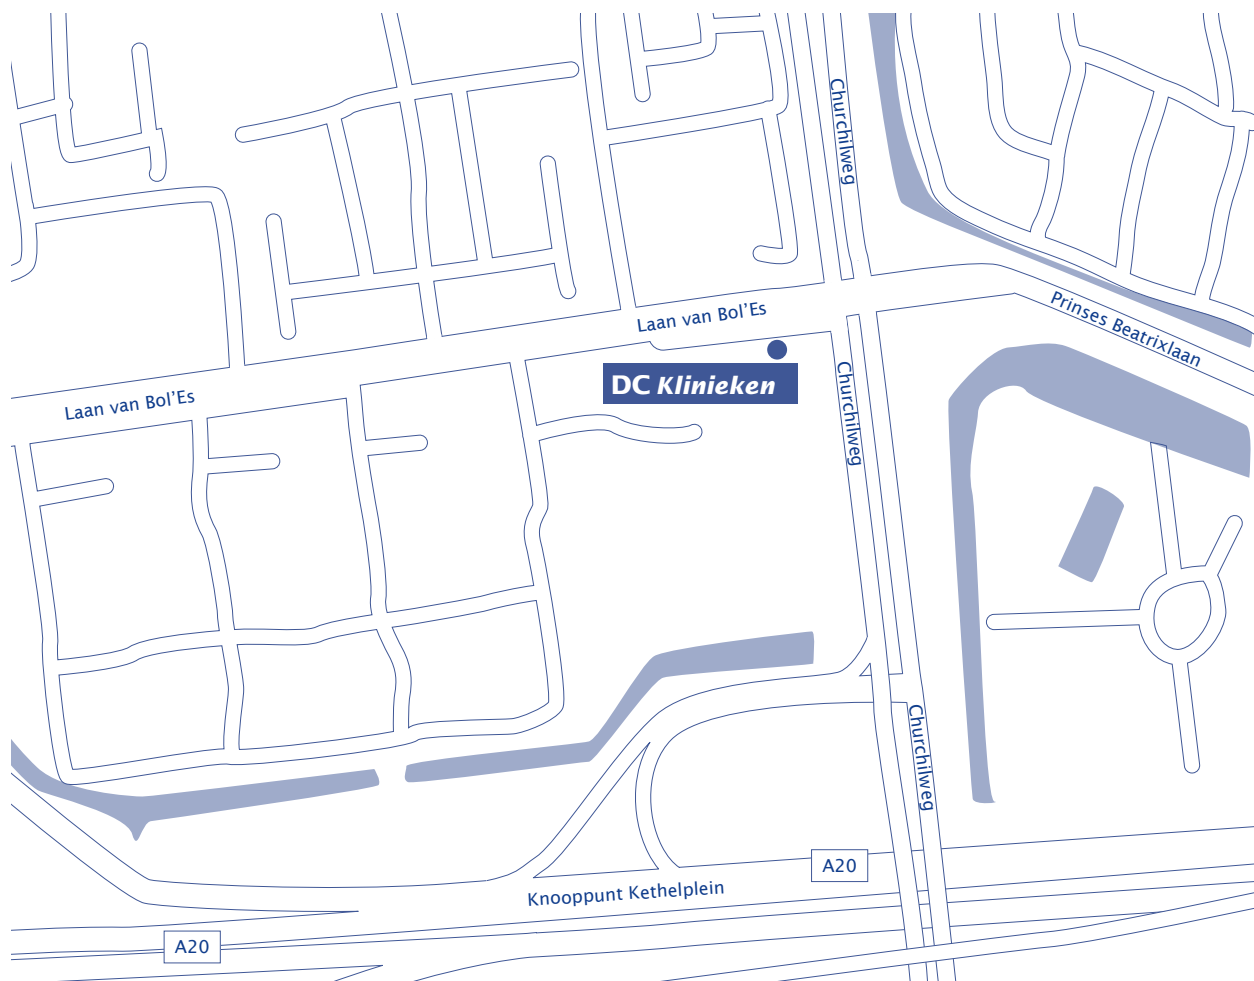 Churchilweg
Prinses Beatrixlaan
Laan van Bol'Es
DC Klinieken
Churchilweg
Laan van Bol'Es
Churchilweg
A20
Knooppunt Kethelplein
A20